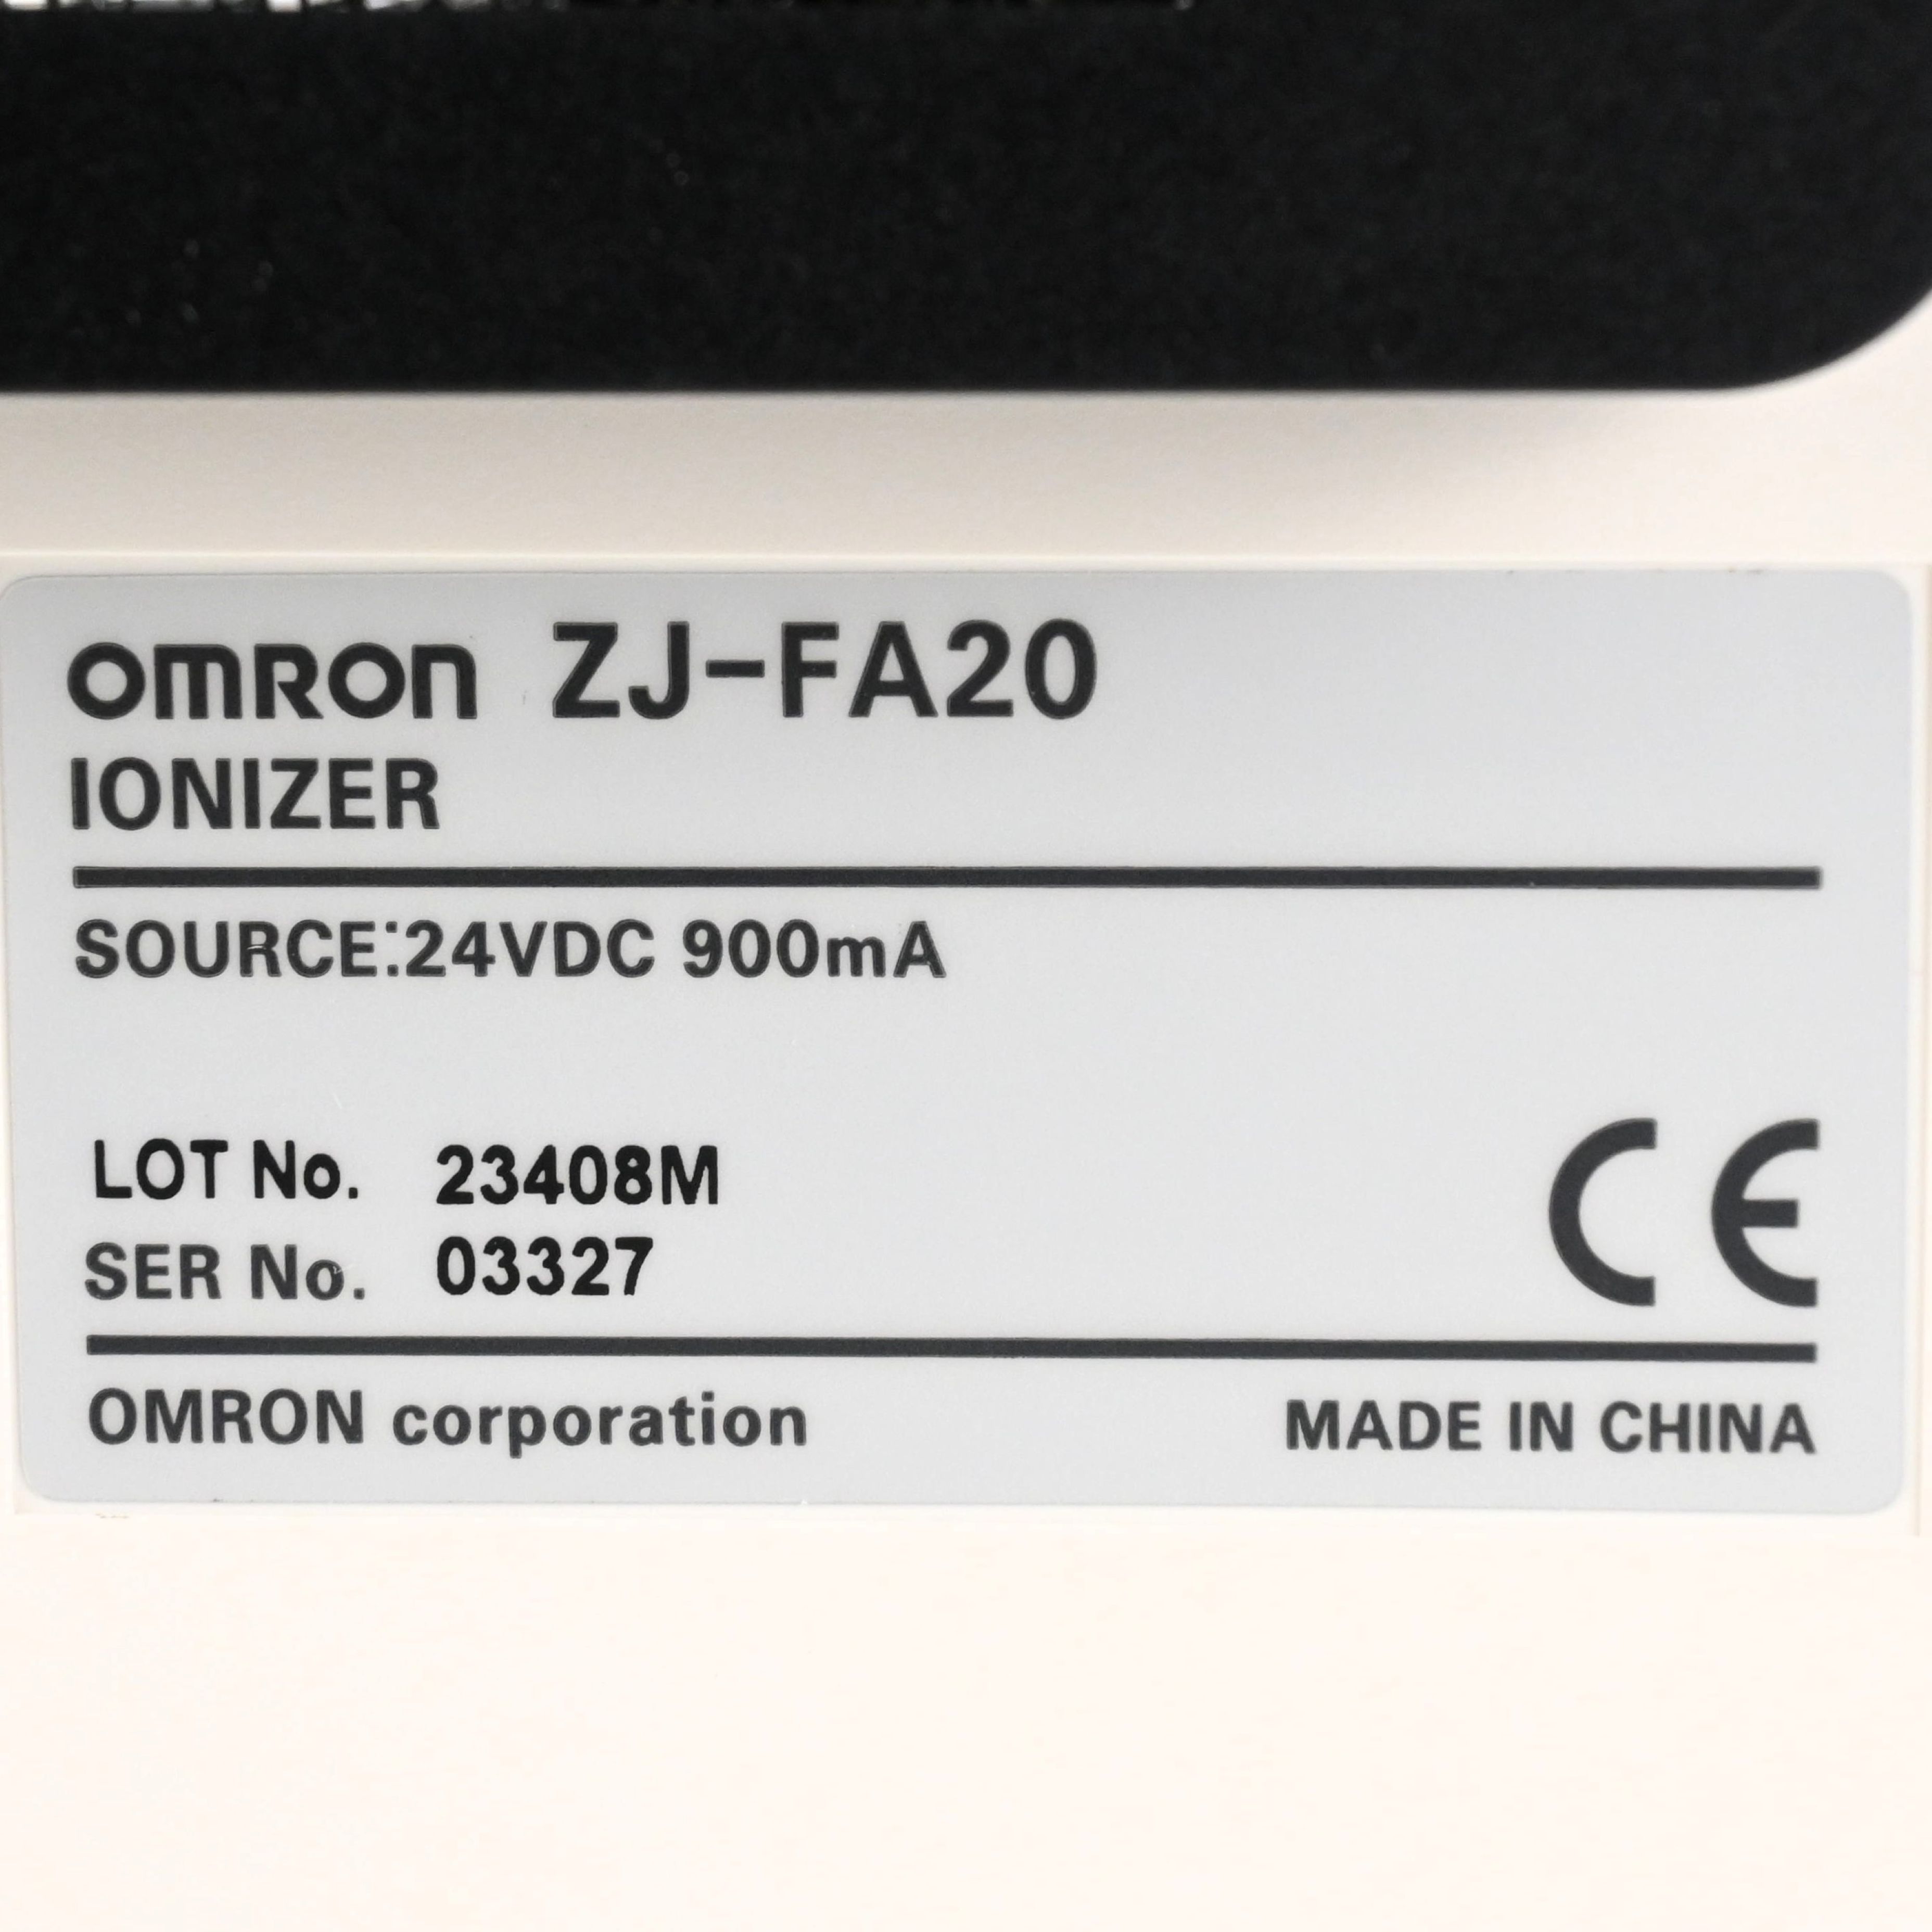 OMRON ZJ-FA20
IONIZER
SOURCE:24VDC 900mA
LOT No. 23408M
SER No. 03327
CE
OMRON corporation MADE IN CHINA